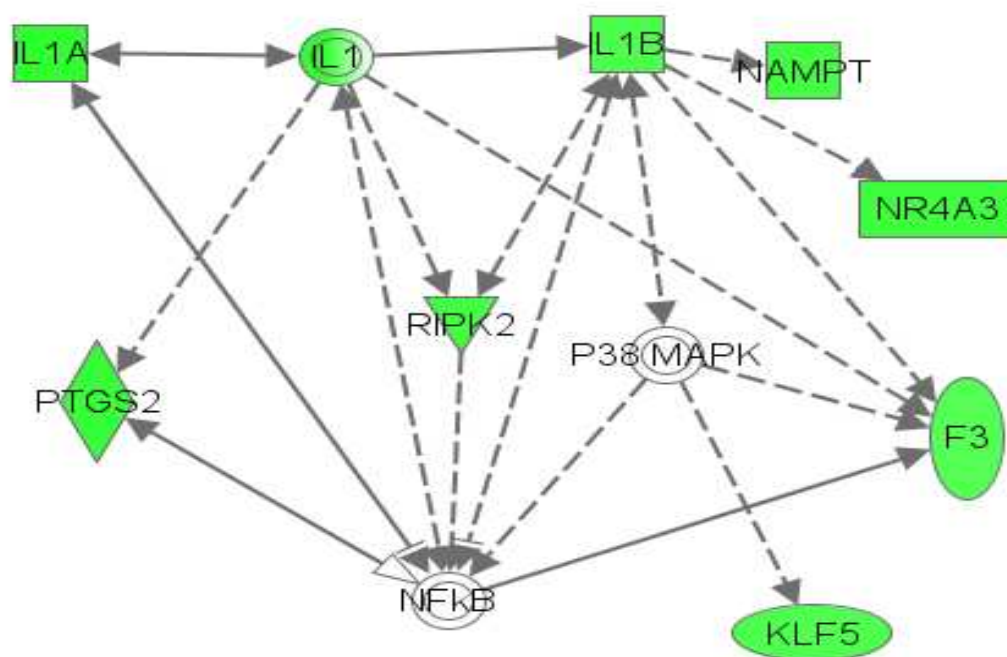 IL1A
IL1
IL1B
NAMPT
NR4A3
RIPK2
P38 MAPK
PTGS2
F3
NFkB
KLF5